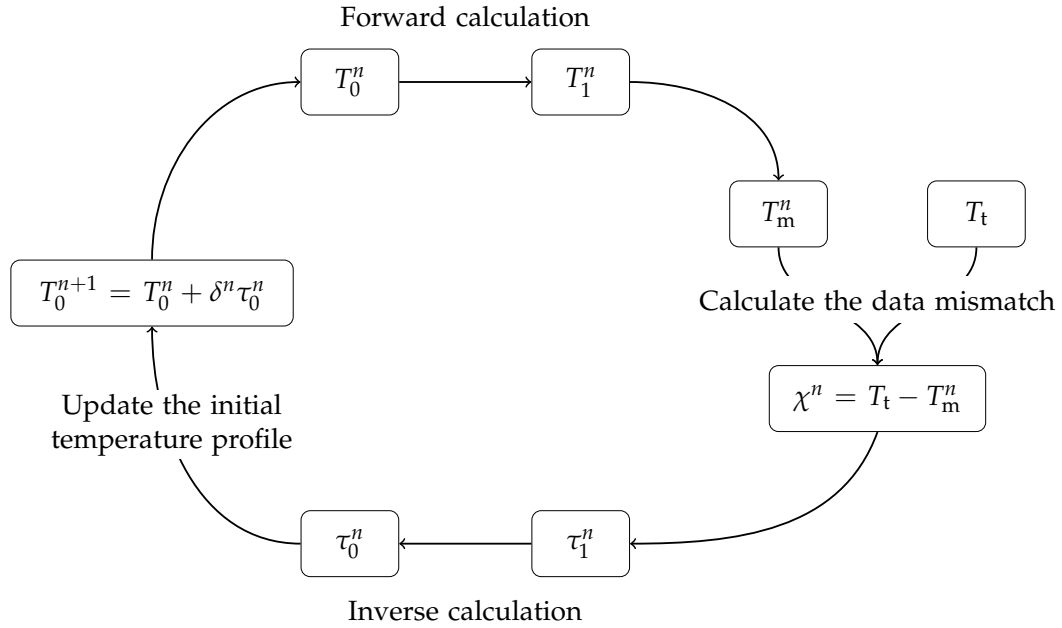 Forward calculation
T_0^n
T_1^n
T_m^n
T_t
T_0^{n+1} = T_0^n + δ^n τ_0^n
Calculate the data mismatch
χ^n = T_t − T_m^n
Update the initial
temperature profile
τ_0^n
τ_1^n
Inverse calculation